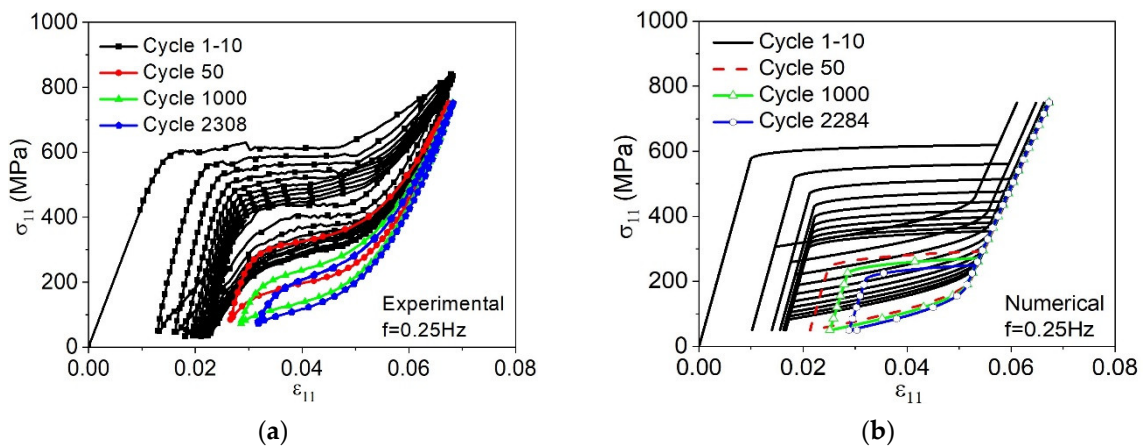 1000
800
600
400
200
0
σ₁₁ (MPa)
Cycle 1-10
Cycle 50
Cycle 1000
Cycle 2308
Experimental
f=0.25Hz
0.00 0.02 0.04 0.06 0.08
ε₁₁
(a)
1000
800
600
400
200
0
σ₁₁ (MPa)
Cycle 1-10
Cycle 50
Cycle 1000
Cycle 2284
Numerical
f=0.25Hz
0.00 0.02 0.04 0.06 0.08
ε₁₁
(b)